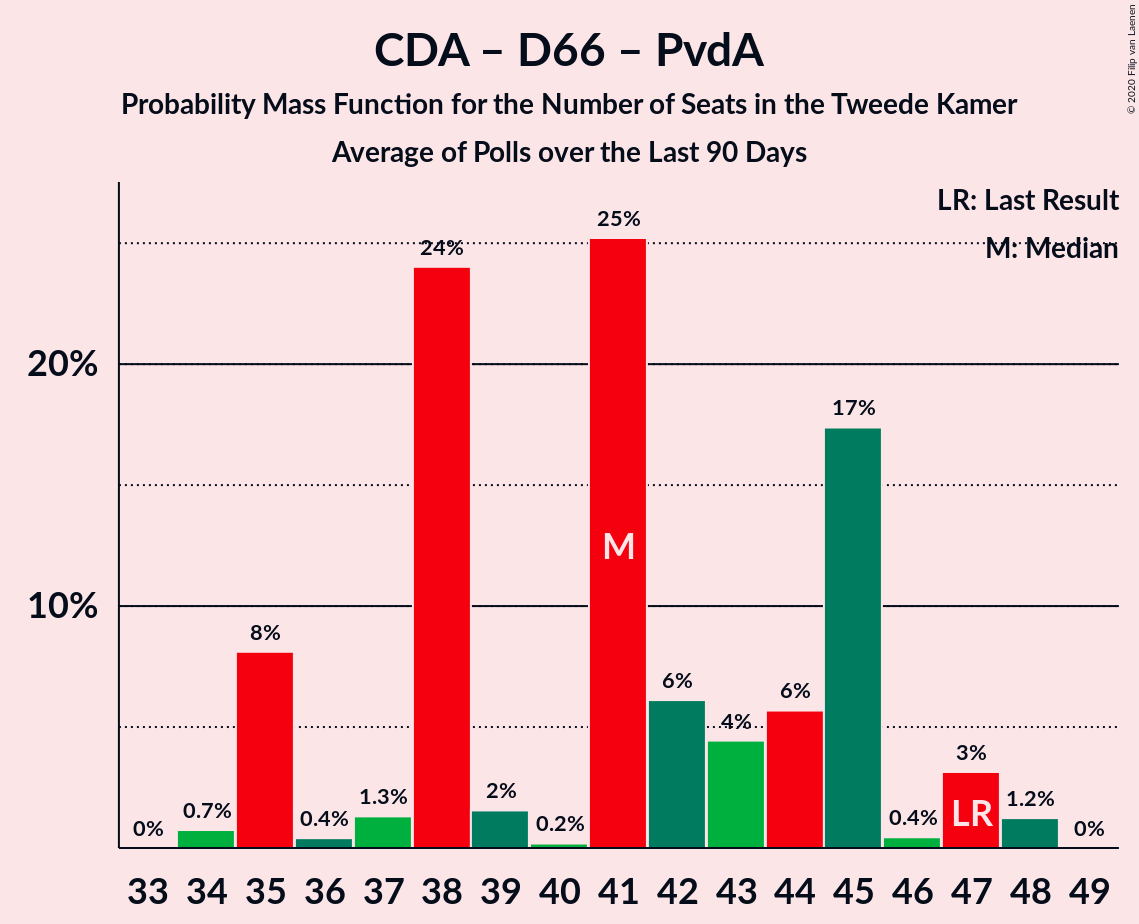 CDA – D66 – PvdA
Probability Mass Function for the Number of Seats in the Tweede Kamer
Average of Polls over the Last 90 Days
© 2020 Filip van Laenen
LR: Last Result
M: Median
20%
10%
0%
0.7%
8%
0.4%
1.3%
24%
2%
0.2%
25%
M
6%
4%
6%
17%
0.4%
3%
LR
1.2%
0%
33 34 35 36 37 38 39 40 41 42 43 44 45 46 47 48 49